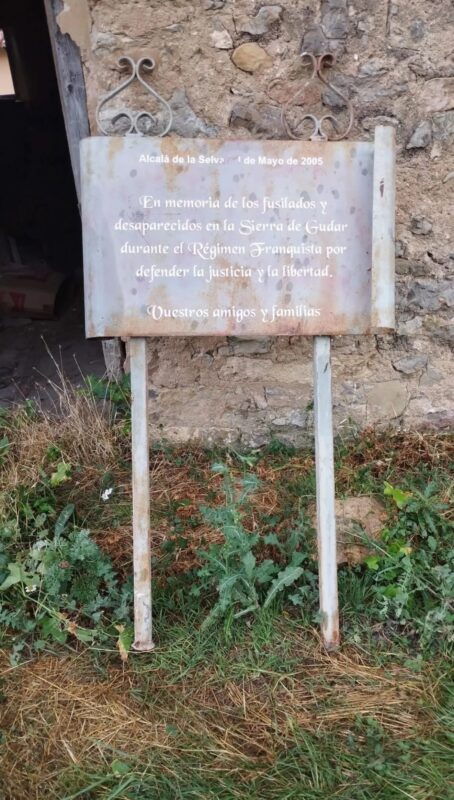 Alcalá de la Selva de Mayo de 2005
En memoria de los fusilados y
desaparecidos en la Sierra de Gudar
durante el Régimen Franquista por
defender la justicia y la libertad.
Vuestros amigos y familias